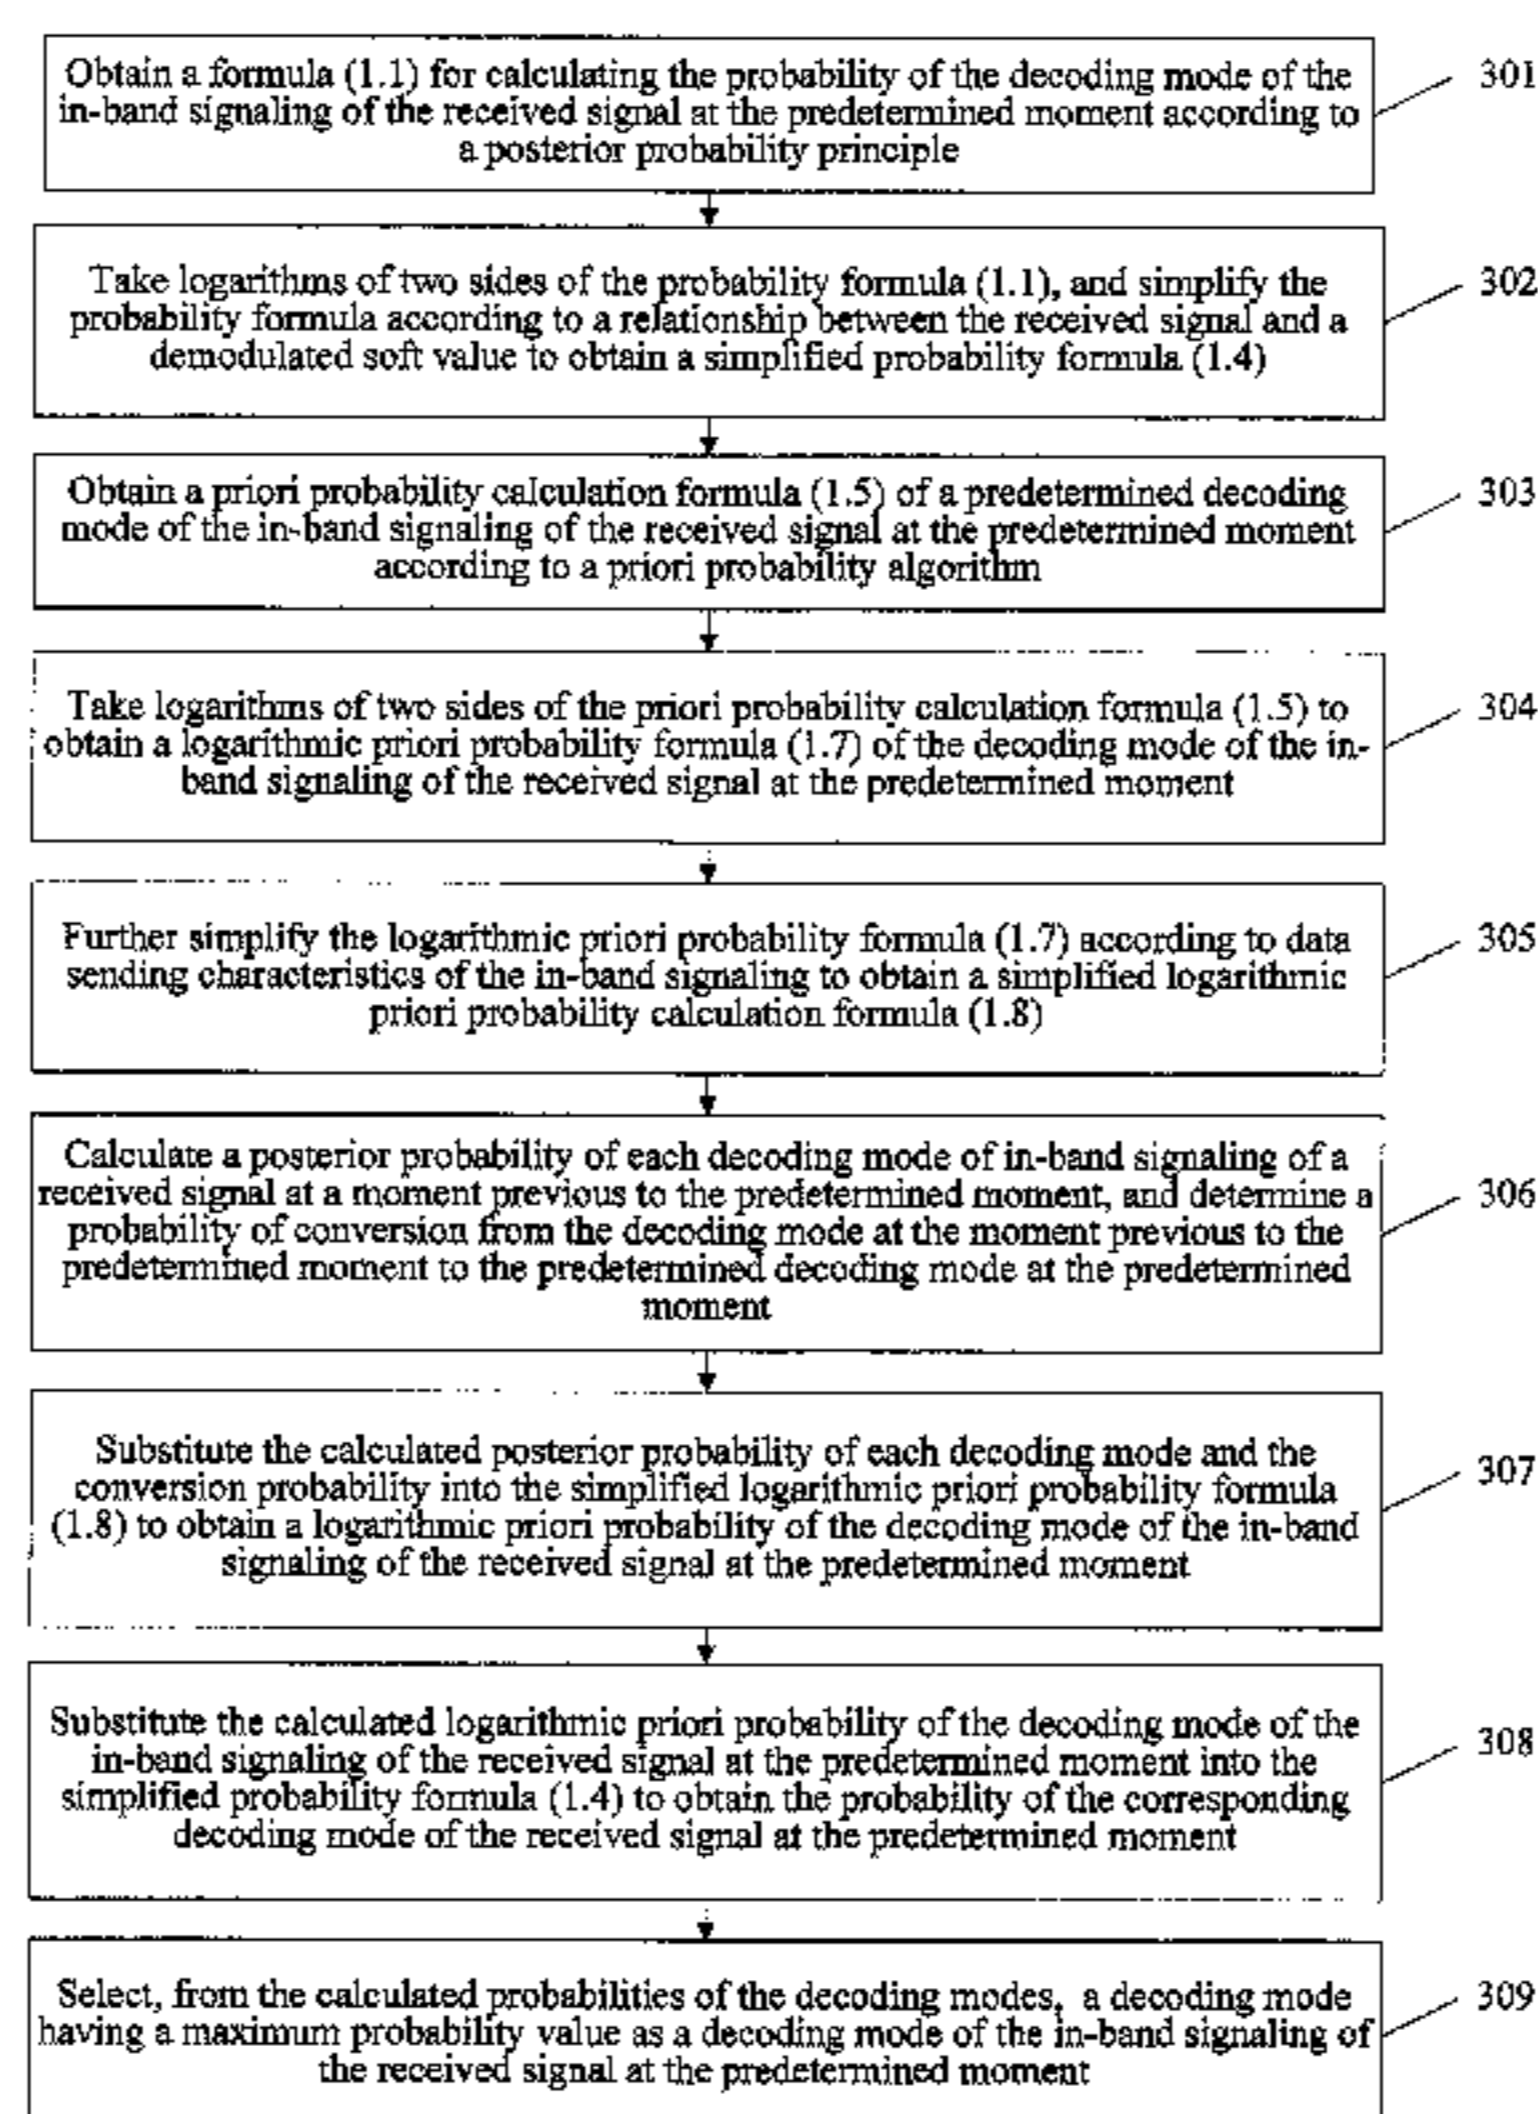 Obtain a formula (1.1) for calculating the probability of the decoding mode of the
in-band signaling of the received signal at the predetermined moment according to
a posterior probability principle
301
Take logarithms of two sides of the probability formula (1.1), and simplify the
probability formula according to a relationship between the received signal and a
demodulated soft value to obtain a simplified probability formula (1.4)
302
Obtain a priori probability calculation formula (1.5) of a predetermined decoding
mode of the in-band signaling of the received signal at the predetermined moment
according to a priori probability algorithm
303
Take logarithms of two sides of the priori probability calculation formula (1.5) to
obtain a logarithmic priori probability formula (1.7) of the decoding mode of the in-
band signaling of the received signal at the predetermined moment
304
Further simplify the logarithmic priori probability formula (1.7) according to data
sending characteristics of the in-band signaling to obtain a simplified logarithmic
priori probability calculation formula (1.8)
305
Calculate a posterior probability of each decoding mode of in-band signaling of a
received signal at a moment previous to the predetermined moment, and determine a
probability of conversion from the decoding mode at the moment previous to the
predetermined moment to the predetermined decoding mode at the predetermined
moment
306
Substitute the calculated posterior probability of each decoding mode and the
conversion probability into the simplified logarithmic priori probability formula
(1.8) to obtain a logarithmic priori probability of the decoding mode of the in-band
signaling of the received signal at the predetermined moment
307
Substitute the calculated logarithmic priori probability of the decoding mode of the
in-band signaling of the received signal at the predetermined moment into the
simplified probability formula (1.4) to obtain the probability of the corresponding
decoding mode of the received signal at the predetermined moment
308
Select, from the calculated probabilities of the decoding modes, a decoding mode
having a maximum probability value as a decoding mode of the in-band signaling of
the received signal at the predetermined moment
309